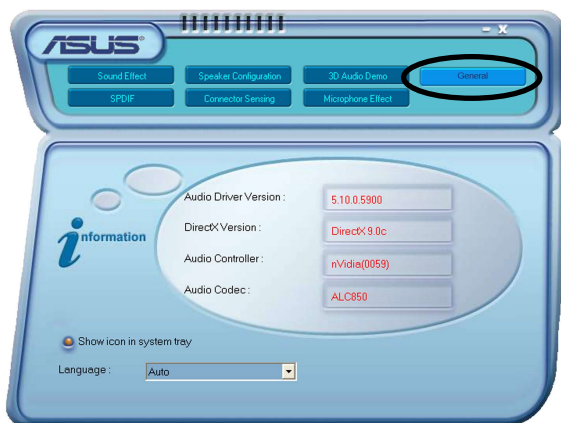 ASUS
Sound Effect
Speaker Configuration
3D Audio Demo
General
SPDIF
Connector Sensing
Microphone Effect
information
Audio Driver Version :
5.10.0.5900
DirectX Version :
DirectX 9.0c
Audio Controller :
nVidia(0059)
Audio Codec :
ALC850
Show icon in system tray
Language :
Auto